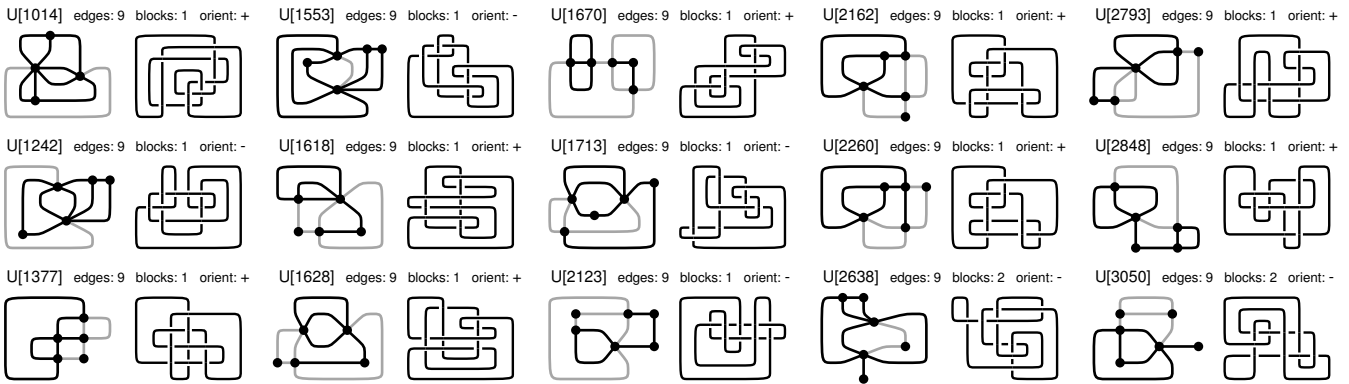 U[1014] edges: 9 blocks: 1 orient: +
U[1553] edges: 9 blocks: 1 orient: -
U[1670] edges: 9 blocks: 1 orient: +
U[2162] edges: 9 blocks: 1 orient: +
U[2793] edges: 9 blocks: 1 orient: +
U[1242] edges: 9 blocks: 1 orient: -
U[1618] edges: 9 blocks: 1 orient: +
U[1713] edges: 9 blocks: 1 orient: -
U[2260] edges: 9 blocks: 1 orient: +
U[2848] edges: 9 blocks: 1 orient: +
U[1377] edges: 9 blocks: 1 orient: +
U[1628] edges: 9 blocks: 1 orient: +
U[2123] edges: 9 blocks: 1 orient: -
U[2638] edges: 9 blocks: 2 orient: -
U[3050] edges: 9 blocks: 2 orient: -